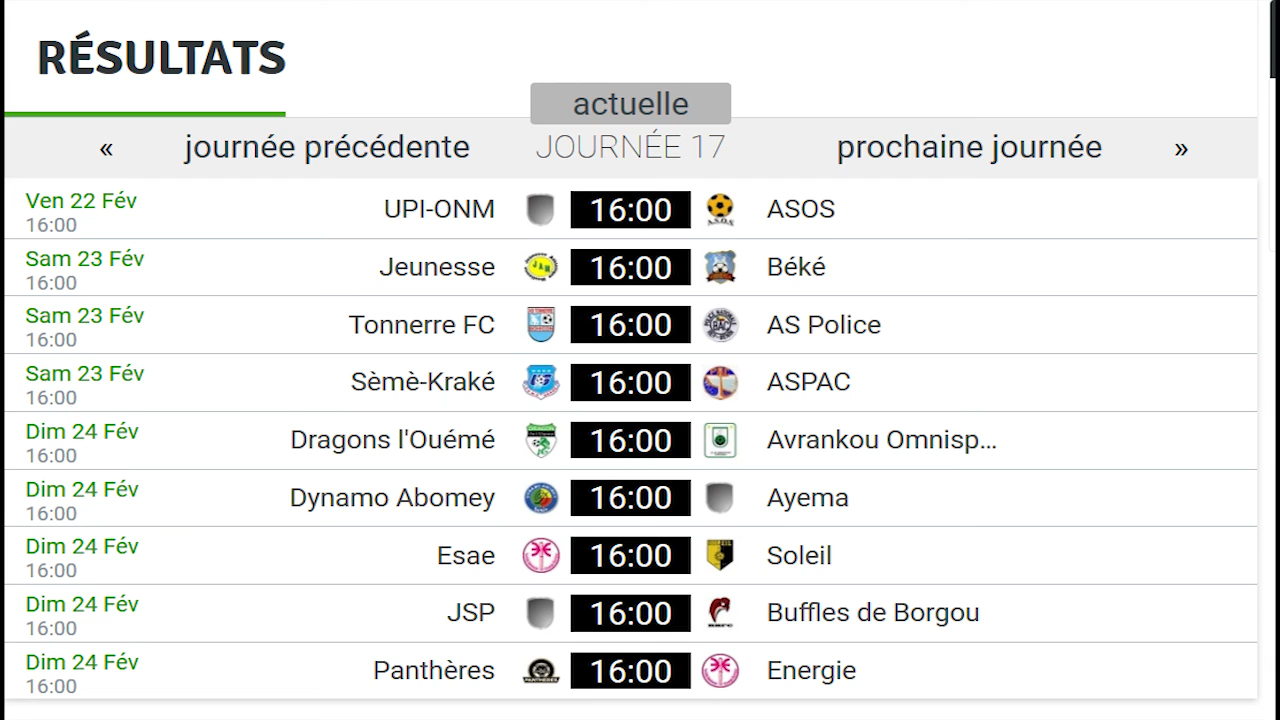 RÉSULTATS
actuelle
« journée précédente JOURNÉE 17 prochaine journée »
Ven 22 Fév
16:00
UPI-ONM 16:00 ASOS
Sam 23 Fév
16:00
Jeunesse 16:00 Béké
Sam 23 Fév
16:00
Tonnerre FC 16:00 AS Police
Sam 23 Fév
16:00
Sèmè-Kraké 16:00 ASPAC
Dim 24 Fév
16:00
Dragons l'Ouémé 16:00 Avrankou Omnisp...
Dim 24 Fév
16:00
Dynamo Abomey 16:00 Ayema
Dim 24 Fév
16:00
Esae 16:00 Soleil
Dim 24 Fév
16:00
JSP 16:00 Buffles de Borgou
Dim 24 Fév
16:00
Panthères 16:00 Energie